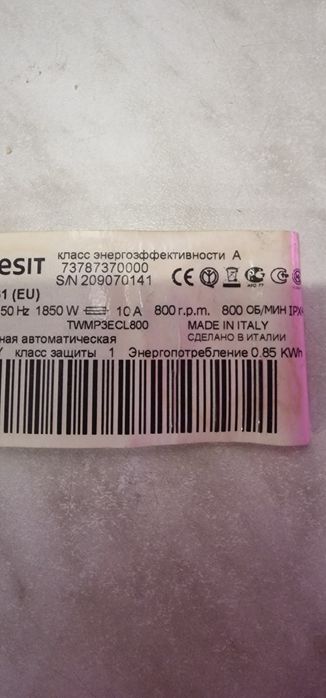 esit
класс энергоэффективности A
73787370000
S/N 209070141
1 (EU)
50 Hz 1850 W 10 A 800 r.p.m. 800 ОБ/МИН IPX4
TWMP3ECL800 MADE IN ITALY
ная автоматическая СДЕЛАНО В ИТАЛИИ
класс защиты 1 Энергопотребление 0.85 KWh